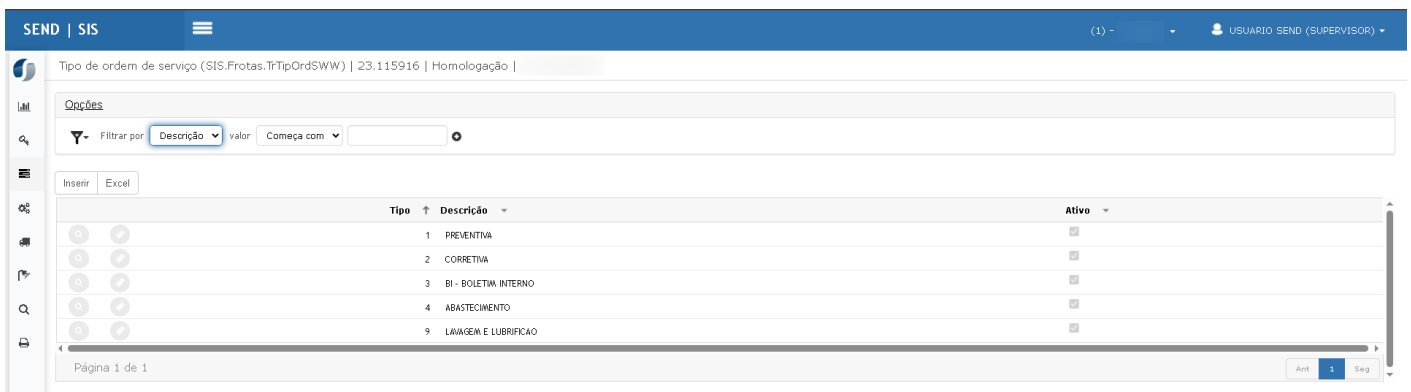 SEND | SIS
(1) -
USUARIO SEND (SUPERVISOR)
Tipo de ordem de serviço (SIS.Frotas.TrTipOrdSWW) | 23.115916 | Homologação |
Opções
Filtrar por Descrição valor Começa com
Inserir Excel
Tipo Descrição Ativo
1 PREVENTIVA
2 CORRETIVA
3 BI - BOLETIM INTERNO
4 ABASTECIMENTO
9 LAVAGEM E LUBRIFICAO
Página 1 de 1
Ant 1 Seg